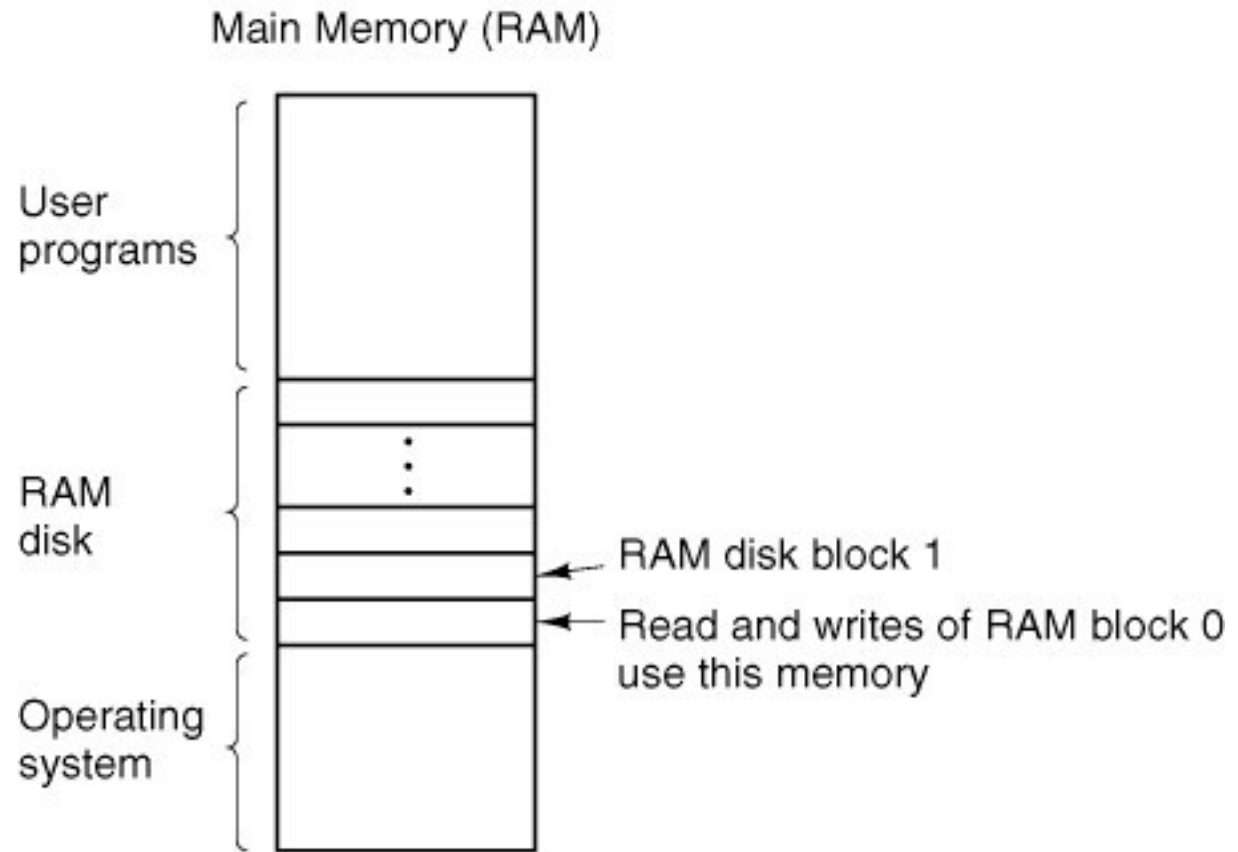 Main Memory (RAM)
User
programs
RAM
disk
RAM disk block 1
Read and writes of RAM block 0
use this memory
Operating
system